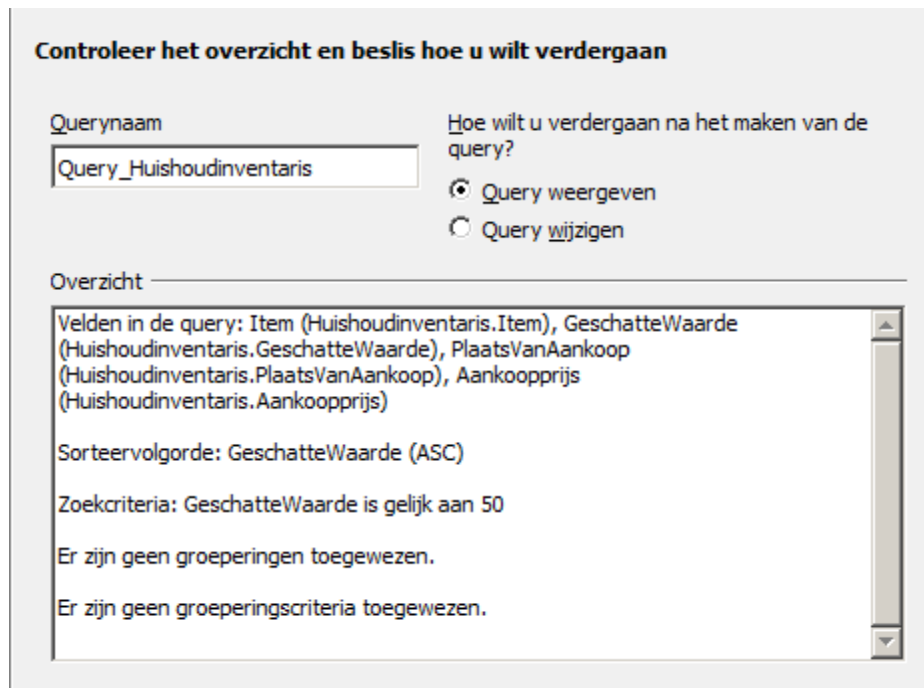 Controleer het overzicht en beslis hoe u wilt verdergaan
Querynaam
Query_Huishoudinventaris
Hoe wilt u verdergaan na het maken van de
query?
Query weergeven
Query wijzigen
Overzicht
Velden in de query: Item (Huishoudinventaris.Item), GeschatteWaarde
(Huishoudinventaris.GeschatteWaarde), PlaatsVanAankoop
(Huishoudinventaris.PlaatsVanAankoop), Aankoopprijs
(Huishoudinventaris.Aankoopprijs)
Sorteervolgorde: GeschatteWaarde (ASC)
Zoekcriteria: GeschatteWaarde is gelijk aan 50
Er zijn geen groeperingen toegewezen.
Er zijn geen groeperingscriteria toegewezen.